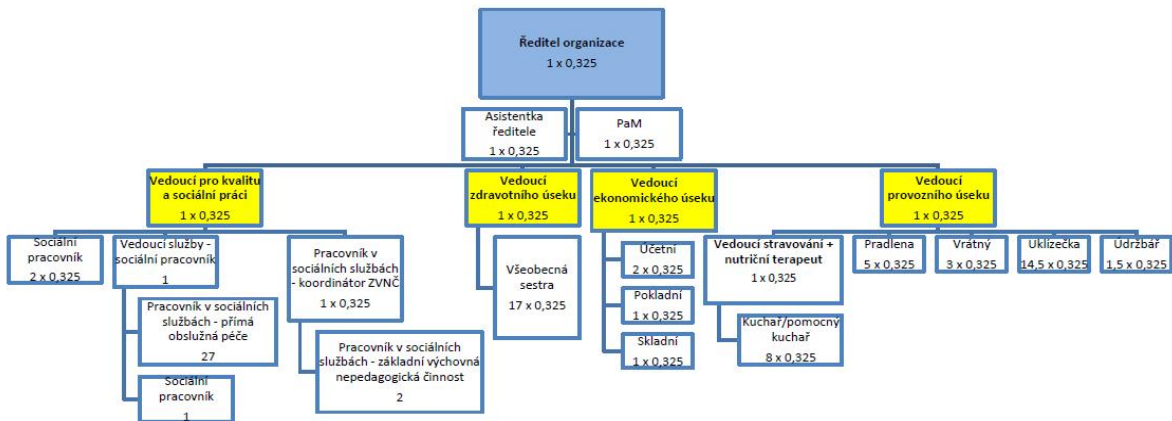 Ředitel organizace
1 x 0,325
Asistentka
ředitele
1 x 0,325
PaM
1 x 0,325
Vedoucí pro kvalitu
a sociální práci
1 x 0,325
Vedoucí
zdravotního úseku
1 x 0,325
Vedoucí
ekonomického úseku
1 x 0,325
Vedoucí
provozního úseku
1 x 0,325
Sociální
pracovník
2 x 0,325
Vedoucí služby -
sociální pracovník
1
Pracovník v sociálních
službách - přímá
obslužná péče
27
Sociální
pracovník
1
Pracovník v
sociálních službách
- koordinátor ZVNČ
1 x 0,325
Pracovník v sociálních
službách - základní výchovná
nepedagogická činnost
2
Všeobecná
sestra
17 x 0,325
Účetní
2 x 0,325
Pokladní
1 x 0,325
Skladní
1 x 0,325
Vedoucí stravování +
nutriční terapeut
1 x 0,325
Kuchař/pomocný
kuchař
8 x 0,325
Pradlena
5 x 0,325
Vrátný
3 x 0,325
Uklízečka
14,5 x 0,325
Údržbář
1,5 x 0,325